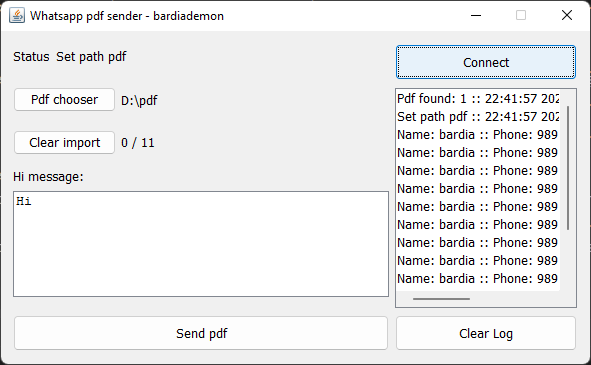 Whatsapp pdf sender - bardiademon
Status Set path pdf
Connect
Pdf chooser D:\pdf
Clear import 0 / 11
Hi message:
Hi
Pdf found: 1 :: 22:41:57 202
Set path pdf :: 22:41:57 202
Name: bardia :: Phone: 989
Name: bardia :: Phone: 989
Name: bardia :: Phone: 989
Name: bardia :: Phone: 989
Name: bardia :: Phone: 989
Name: bardia :: Phone: 989
Name: bardia :: Phone: 989
Name: bardia :: Phone: 989
Name: bardia :: Phone: 989
Send pdf
Clear Log